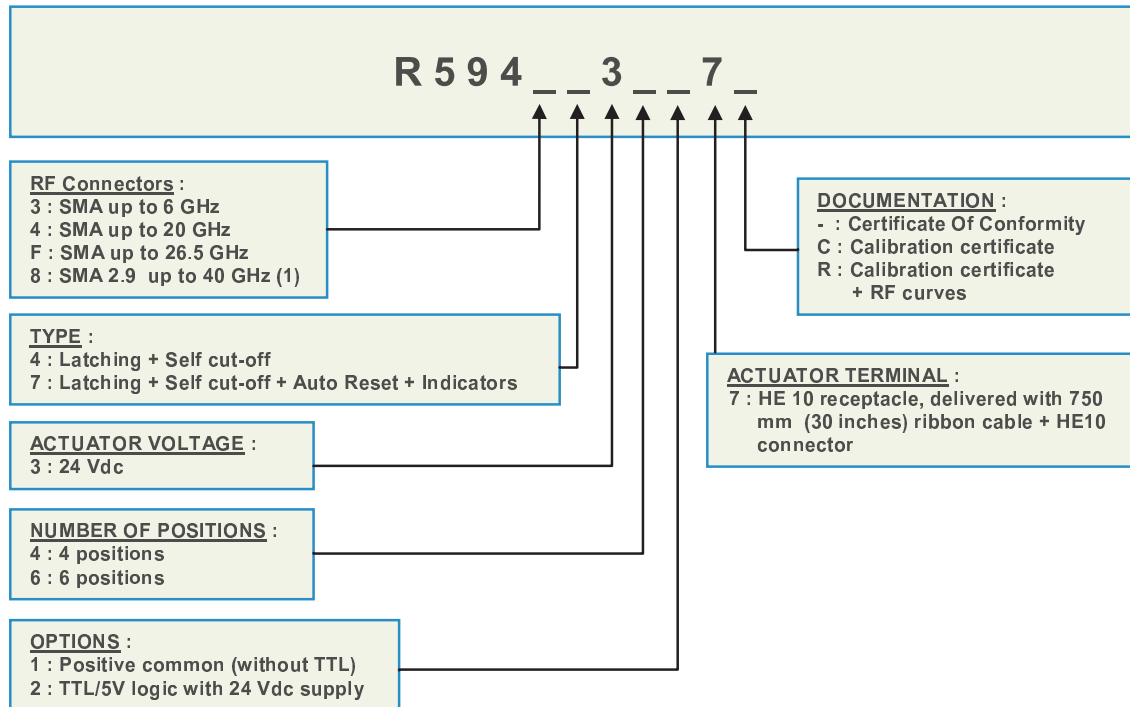 R 5 9 4 _ _ 3 _ _ 7 _
RF Connectors :
3 : SMA up to 6 GHz
4 : SMA up to 20 GHz
F : SMA up to 26.5 GHz
8 : SMA 2.9 up to 40 GHz (1)
TYPE :
4 : Latching + Self cut-off
7 : Latching + Self cut-off + Auto Reset + Indicators
ACTUATOR VOLTAGE :
3 : 24 Vdc
NUMBER OF POSITIONS :
4 : 4 positions
6 : 6 positions
OPTIONS :
1 : Positive common (without TTL)
2 : TTL/5V logic with 24 Vdc supply
DOCUMENTATION :
- : Certificate Of Conformity
C : Calibration certificate
R : Calibration certificate
+ RF curves
ACTUATOR TERMINAL :
7 : HE 10 receptacle, delivered with 750
mm (30 inches) ribbon cable + HE10
connector